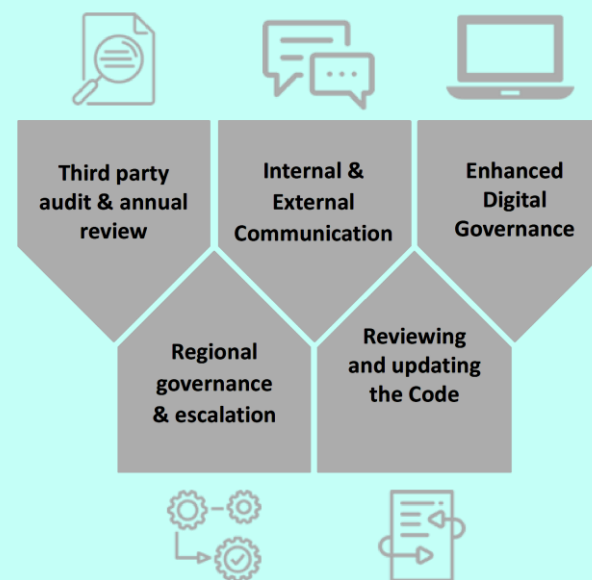 Third party
audit & annual
review
Internal &
External
Communication
Enhanced
Digital
Governance
Regional
governance
& escalation
Reviewing
and updating
the Code